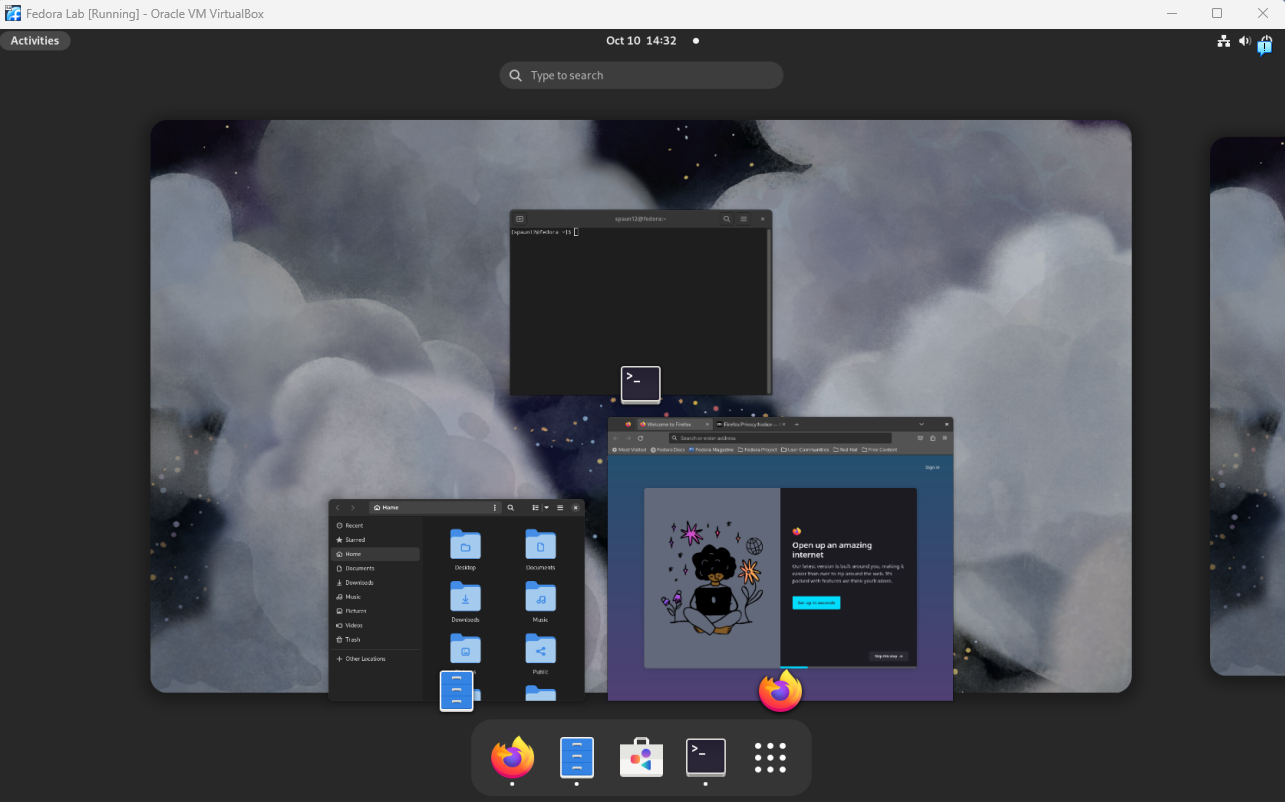 Fedora Lab [Running] - Oracle VM VirtualBox
Activities
Oct 10 14:32
Type to search
spaun12@fedora:~
[spaun12@fedora ~]$
Welcome to Firefox
Firefox Privacy Notice —
Search or enter address
Most Visited
Fedora Docs
Fedora Magazine
Fedora Project
User Communities
Red Hat
Free Content
Sign in
Open up an amazing
internet
Our latest version is built around you, making it
easier than ever to zip around the web. It's
packed with features we think you'll adore.
Set up in seconds
Skip this step
Home
Recent
Starred
Home
Documents
Downloads
Music
Pictures
Videos
Trash
Other Locations
Desktop
Documents
Downloads
Music
Public
>_
>_